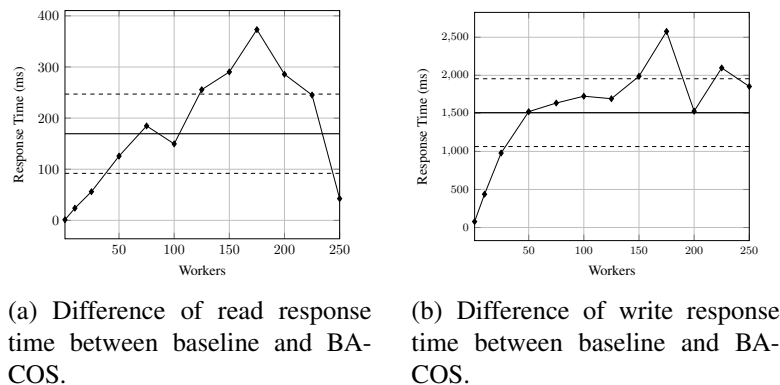 400
300
200
100
0
50
100
150
200
250
Response Time (ms)
Workers
2,500
2,000
1,500
1,000
500
0
50
100
150
200
250
Response Time (ms)
Workers
(a) Difference of read response
time between baseline and BA-
COS.
(b) Difference of write response
time between baseline and BA-
COS.